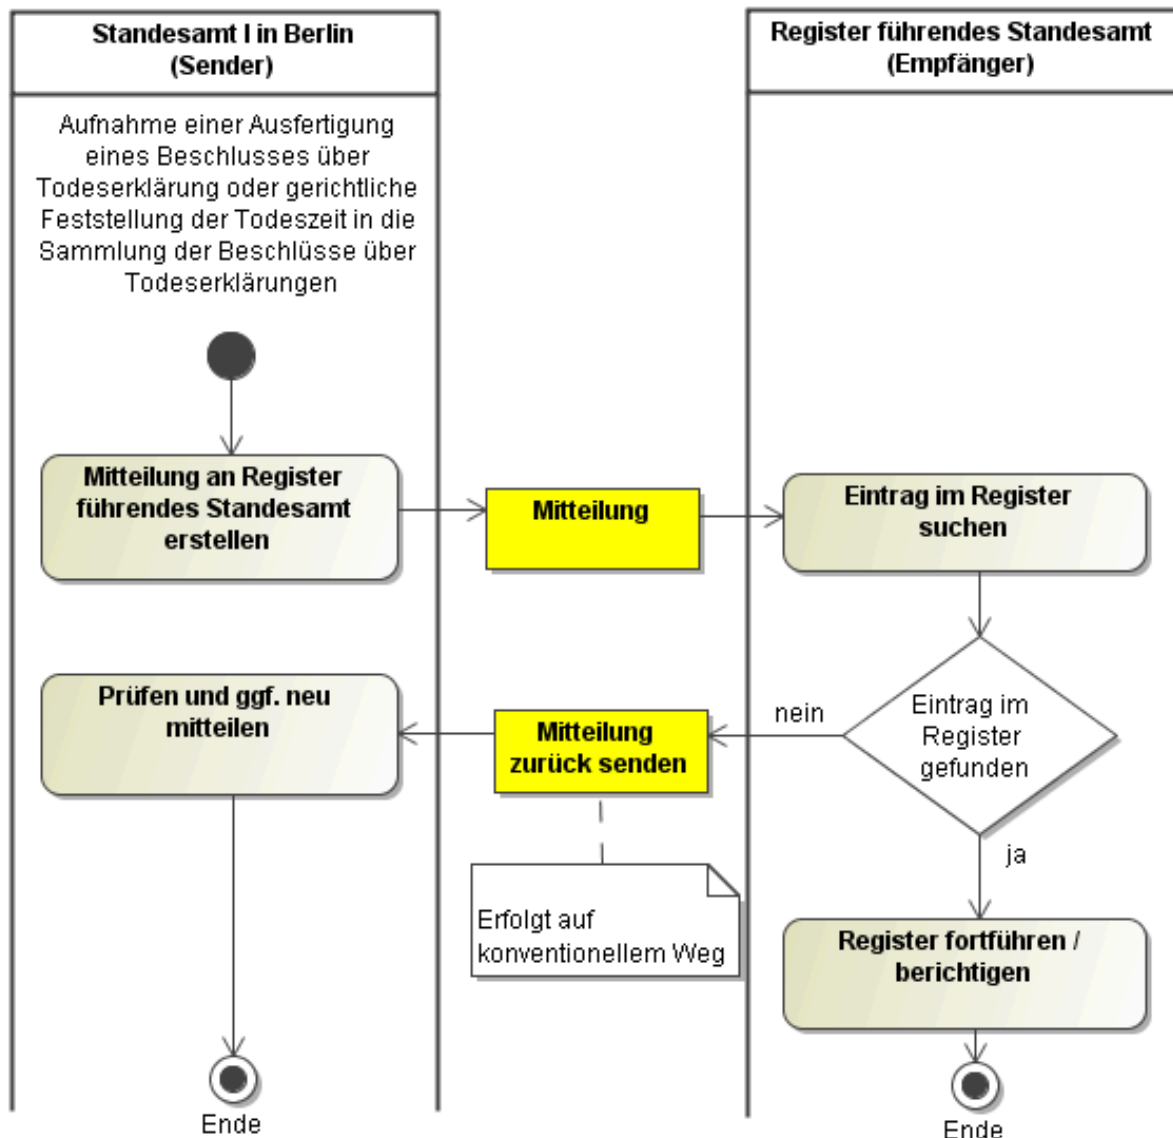 Standesamt I in Berlin
(Sender)
Register führendes Standesamt
(Empfänger)
Aufnahme einer Ausfertigung
eines Beschlusses über
Todeserklärung oder gerichtliche
Feststellung der Todeszeit in die
Sammlung der Beschlüsse über
Todeserklärungen
Mitteilung an Register
führendes Standesamt
erstellen
Mitteilung
Eintrag im Register
suchen
Eintrag im
Register
gefunden
nein
Mitteilung
zurück senden
Prüfen und ggf. neu
mitteilen
Erfolgt auf
konventionellem Weg
ja
Register fortführen /
berichtigen
Ende
Ende